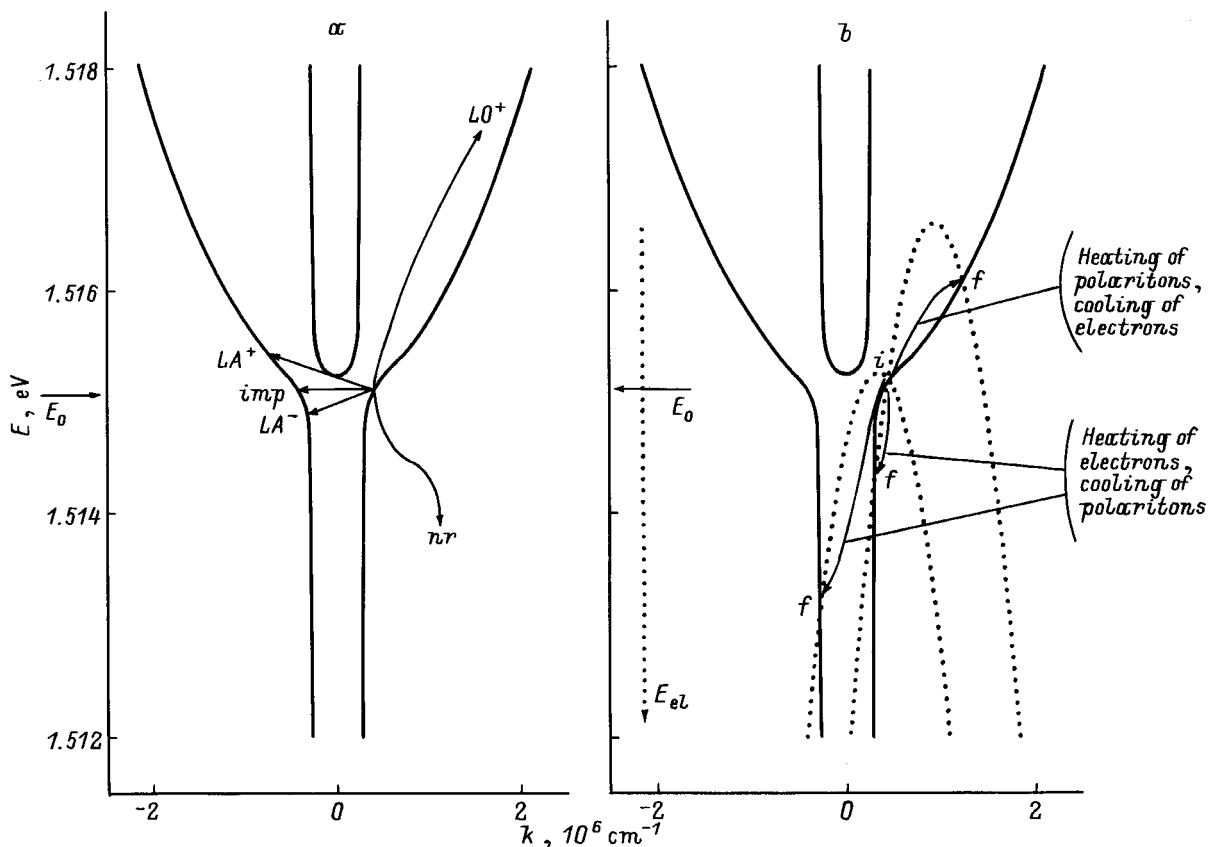 a
b
1.518
1.516
1.514
1.512
E, eV
E₀
LO⁺
LA⁺
imp
LA⁻
nr
-2
0
2
k, 10⁶ cm⁻¹
f
Heating of
polaritons,
cooling of
electrons
i
E₀
f
Heating of
electrons,
cooling of
polaritons
f
E_el
-2
0
2